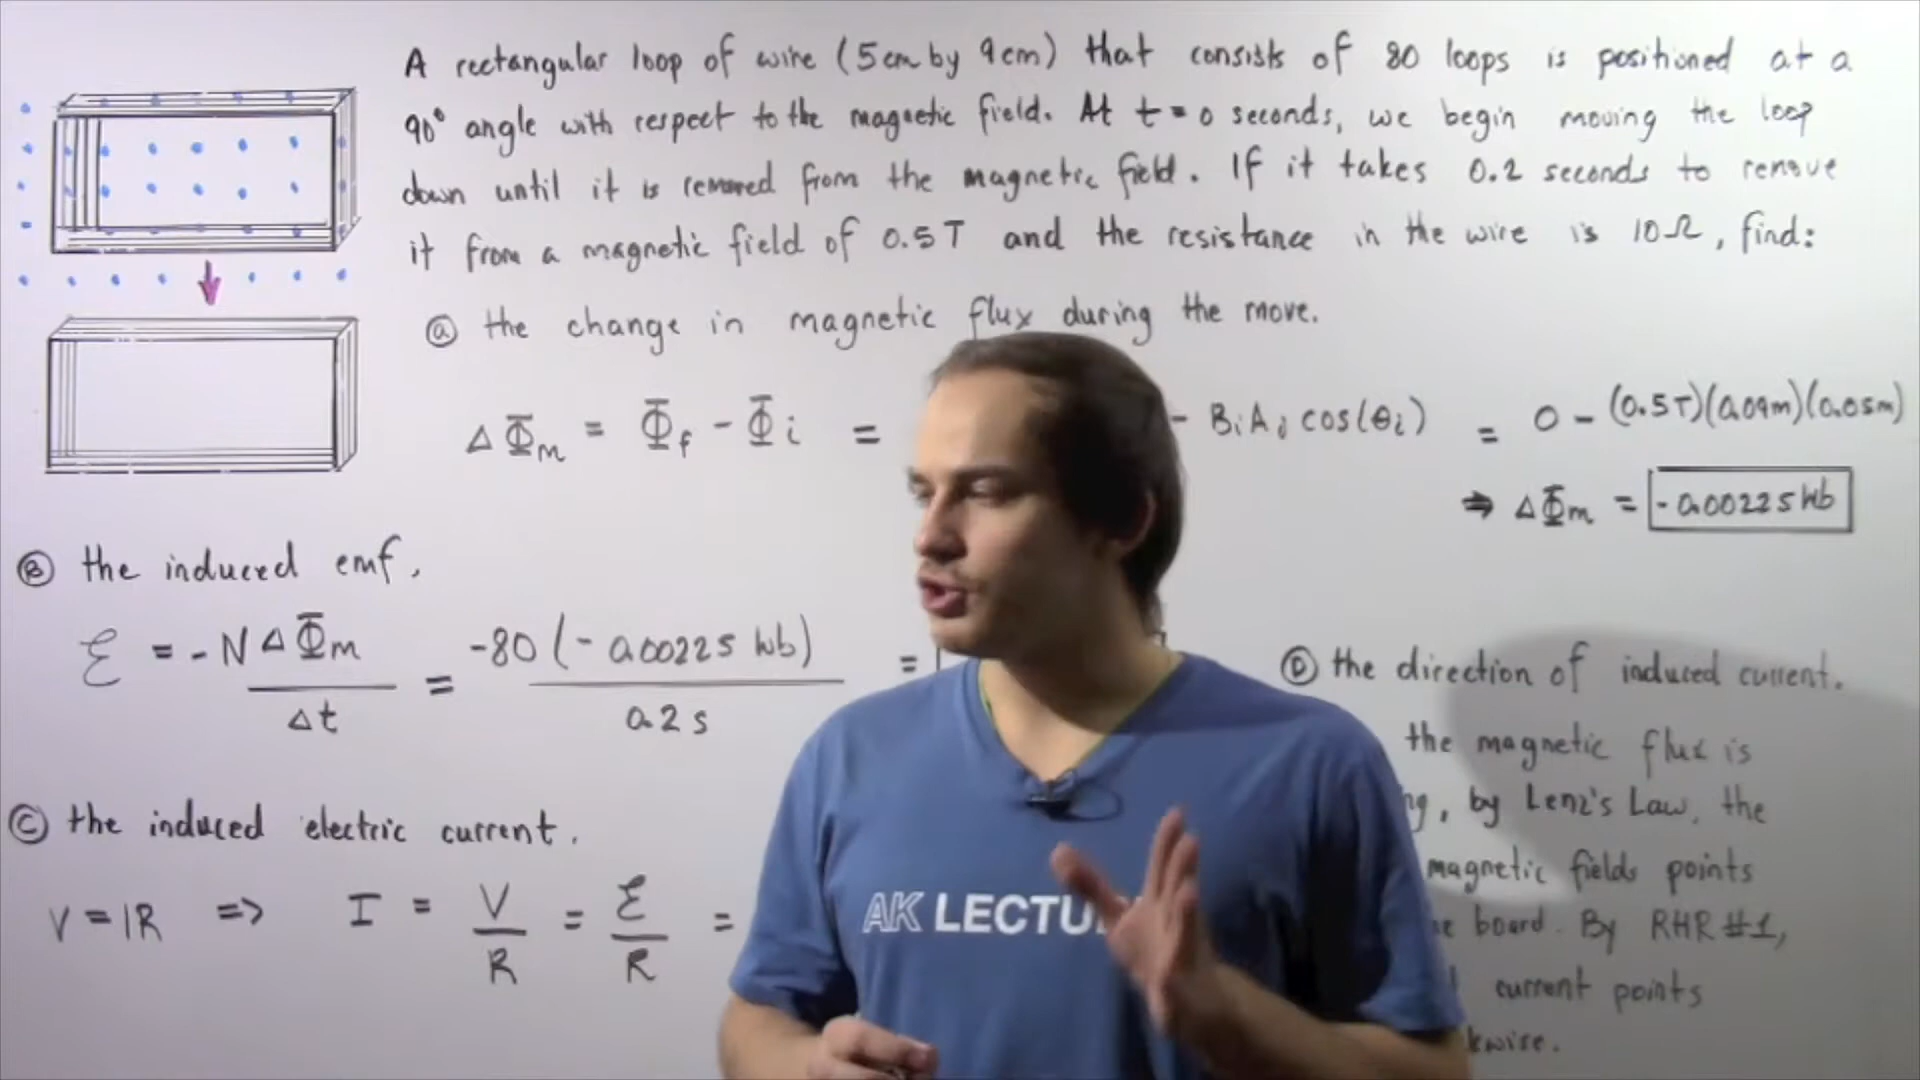 A rectangular loop of wire (5cm by 9cm) that consists of 80 loops is positioned at a
90° angle with respect to the magnetic field. At t = 0 seconds, we begin moving the loop
down until it is removed from the magnetic field. If it takes 0.2 seconds to remove
it from a magnetic field of 0.5T and the resistance in the wire is 10Ω, find:
Ⓐ the change in magnetic flux during the move.
ΔΦm = Φf - Φi = - BiAi cos(θi) = 0 - (0.5T)(0.09m)(0.05m)
⇒ ΔΦm = -0.00225 Wb
Ⓑ the induced emf.
ℰ = -N ΔΦm / Δt = -80 (-0.00225 Wb) / 0.2 s =
Ⓒ the induced electric current.
V = IR => I = V / R = ℰ / R =
Ⓓ the direction of induced current.
the magnetic flux is
ng, by Lenz's Law, the
magnetic fields points
board. By RHR #1,
current points
kwise.
AK LECTU